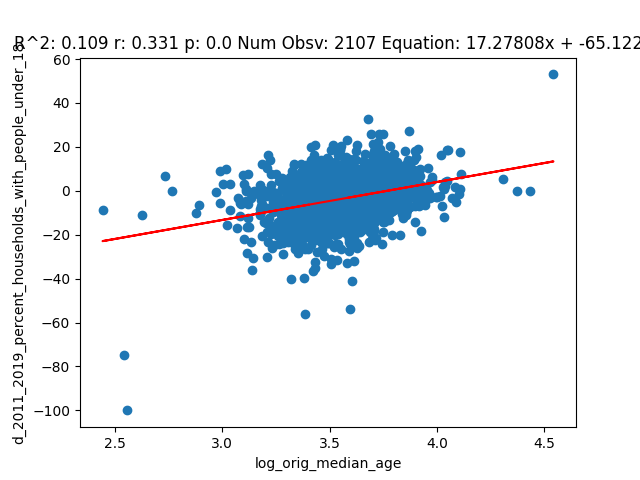 R^2: 0.109 r: 0.331 p: 0.0 Num Obsv: 2107 Equation: 17.27808x + -65.122
d_2011_2019_percent_households_with_people_under_18
60
40
20
0
−20
−40
−60
−80
−100
2.5 3.0 3.5 4.0 4.5
log_orig_median_age